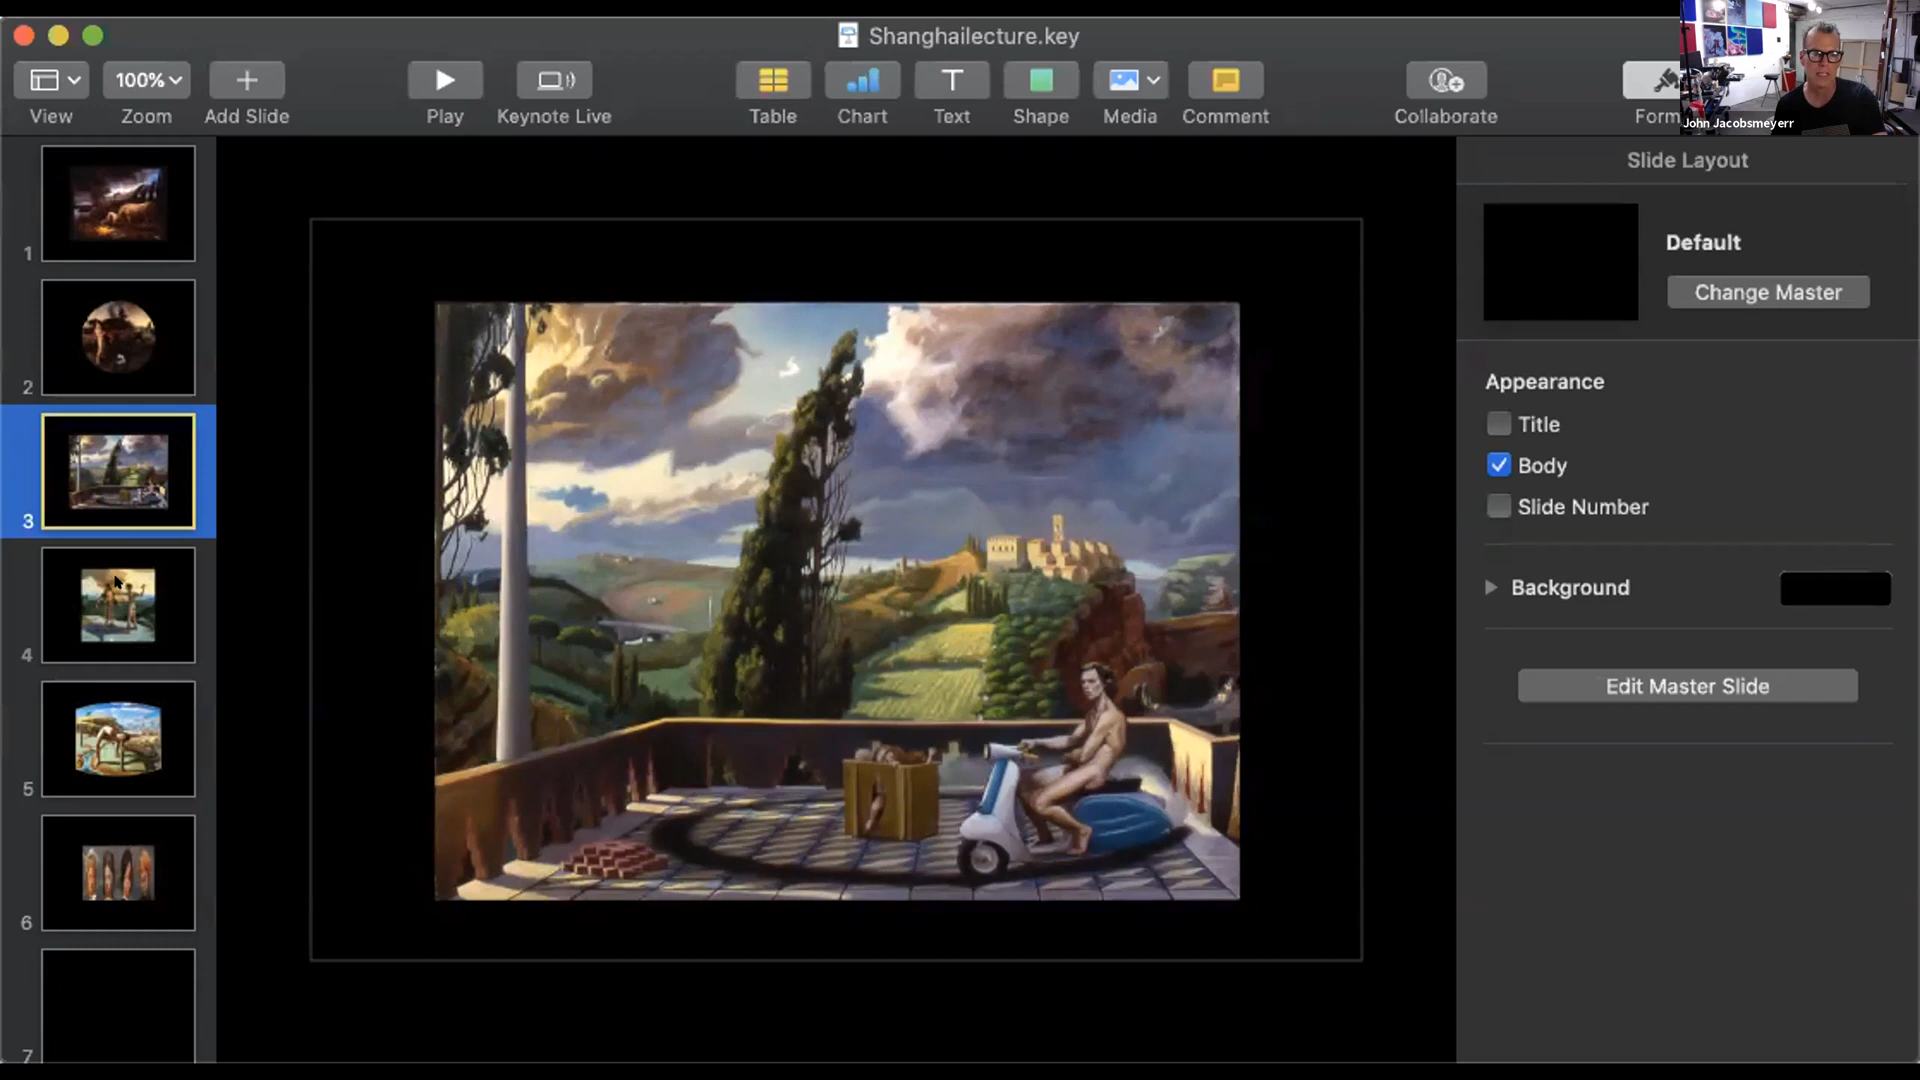 Shanghailecture.key
100%
View
Zoom
Add Slide
Play
Keynote Live
Table
Chart
Text
Shape
Media
Comment
Collaborate
Form
John Jacobsmeyerr
Slide Layout
Default
Change Master
Appearance
Title
Body
Slide Number
Background
Edit Master Slide
1
2
3
4
5
6
7